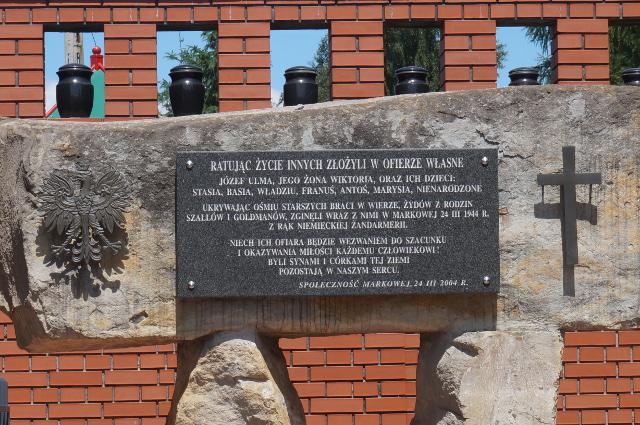 RATUJĄC ŻYCIE INNYCH ZŁOŻYLI W OFIERZE WŁASNE
JÓZEF ULMA, JEGO ŻONA WIKTORIA, ORAZ ICH DZIECI:
STASIA, BASIA, WŁADZIU, FRANUŚ, ANTOŚ, MARYSIA, NIENARODZONE
UKRYWAJĄC OŚMIU STARSZYCH BRACI W WIERZE, ŻYDÓW Z RODZIN
SZALLÓW I GOLDMANÓW, ZGINĘLI WRAZ Z NIMI W MARKOWEJ 24 III 1944 R.
Z RĄK NIEMIECKIEJ ŻANDARMERII.
NIECH ICH OFIARA BĘDZIE WEZWANIEM DO SZACUNKU
I OKAZYWANIA MIŁOŚCI KAŻDEMU CZŁOWIEKOWI!
BYLI SYNAMI I CÓRKAMI TEJ ZIEMI
POZOSTAJĄ W NASZYM SERCU.
SPOŁECZNOŚĆ MARKOWEJ, 24 III 2004 R.